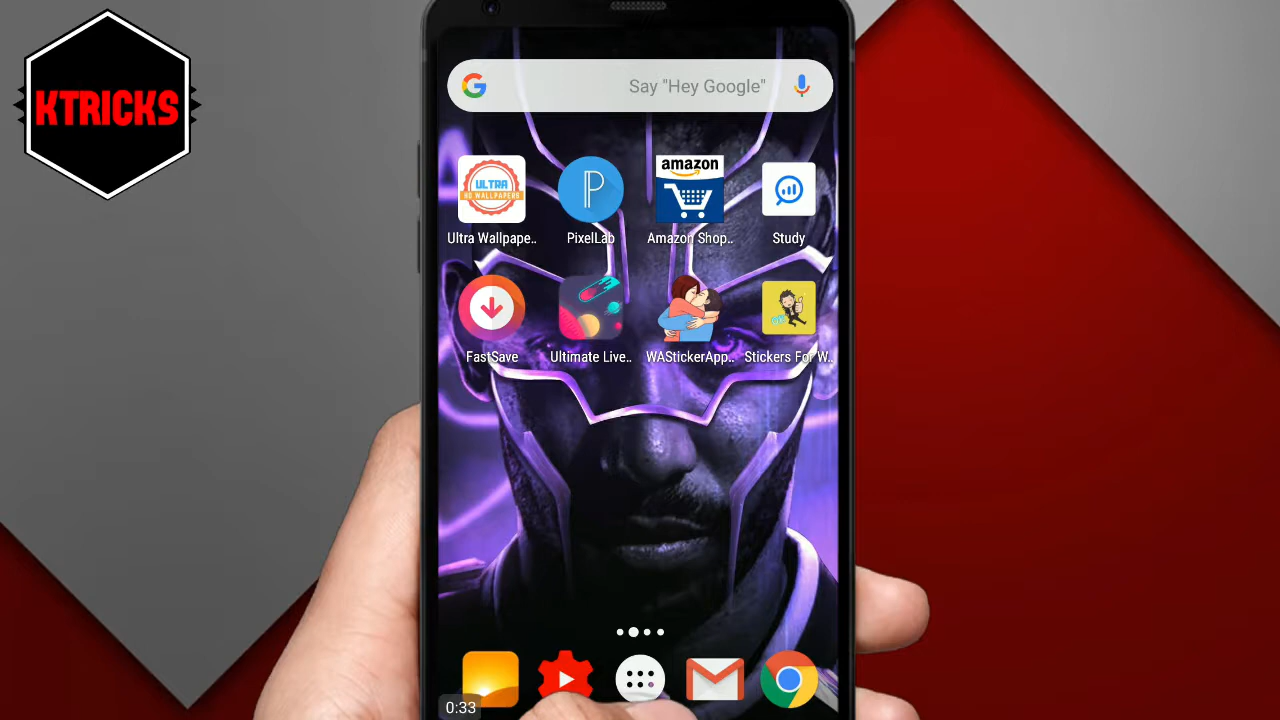 KTRICKS
Say "Hey Google"
ULTRA
HD WALLPAPERS
P
amazon
Ultra Wallpape..
PixelLab
Amazon Shop..
Study
FastSave
Ultimate Live..
WAStickerApp..
Stickers For W..
0:33